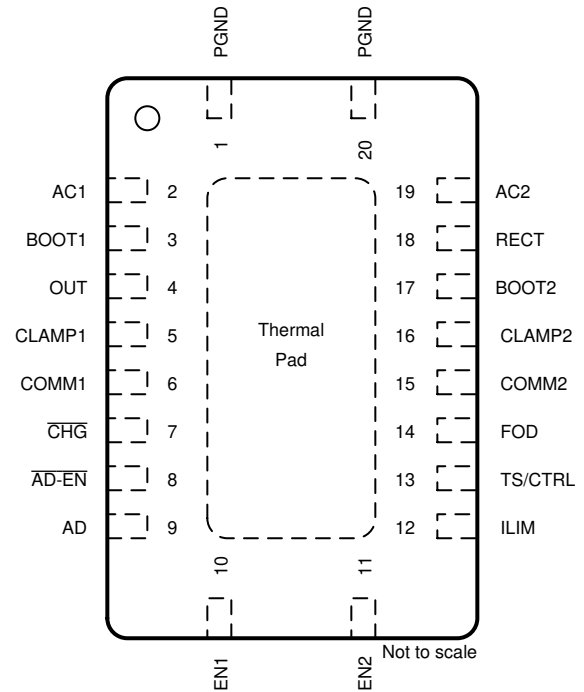 PGND PGND
1 20
AC1 2 19 AC2
BOOT1 3 18 RECT
OUT 4 17 BOOT2
CLAMP1 5 16 CLAMP2
Thermal
Pad
COMM1 6 15 COMM2
CHG 7 14 FOD
AD-EN 8 13 TS/CTRL
AD 9 12 ILIM
10 11
EN1 EN2
Not to scale